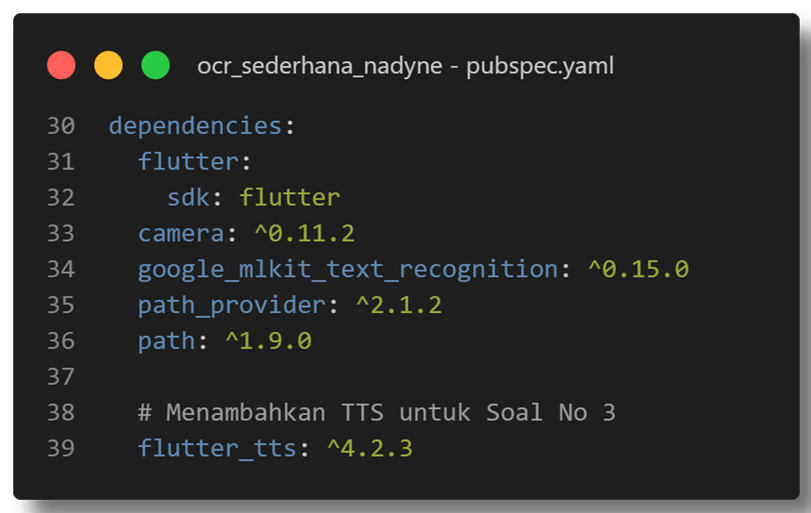 ocr_sederhana_nadyne - pubspec.yaml
30 dependencies:
31   flutter:
32     sdk: flutter
33   camera: ^0.11.2
34   google_mlkit_text_recognition: ^0.15.0
35   path_provider: ^2.1.2
36   path: ^1.9.0
37
38   # Menambahkan TTS untuk Soal No 3
39   flutter_tts: ^4.2.3